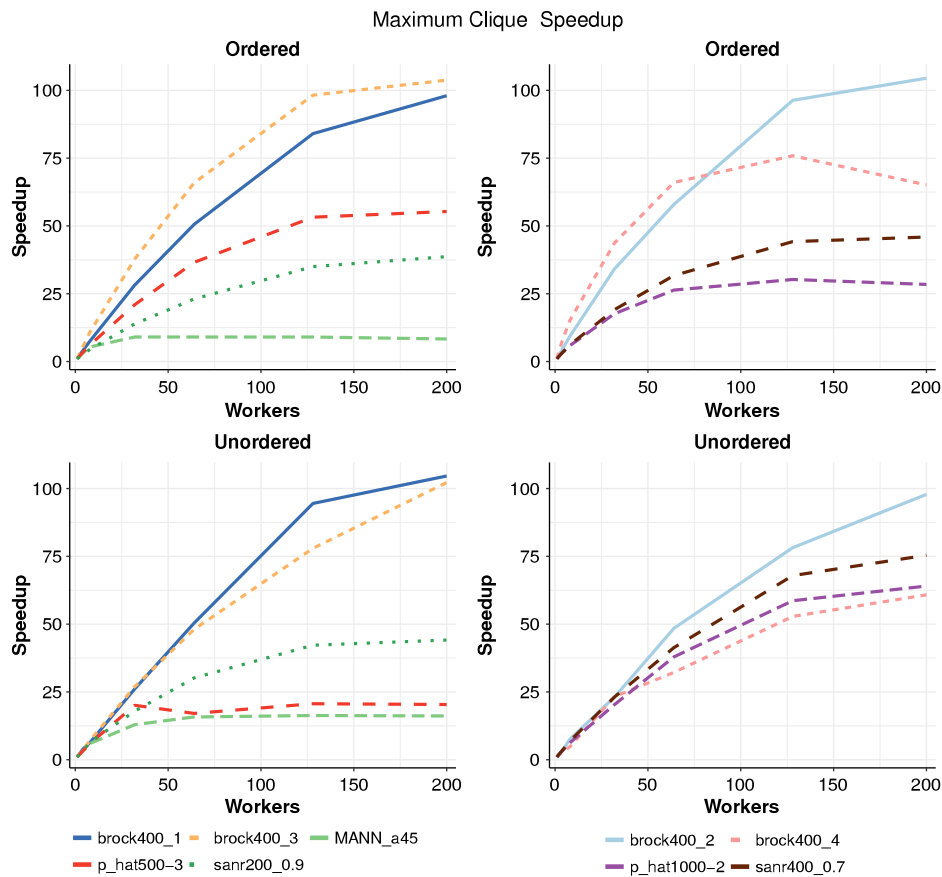 Maximum Clique Speedup
Ordered
100
75
50
25
0
Speedup
0 50 100 150 200
Workers
Ordered
100
75
50
25
0
Speedup
0 50 100 150 200
Workers
Unordered
100
75
50
25
0
Speedup
0 50 100 150 200
Workers
Unordered
100
75
50
25
0
Speedup
0 50 100 150 200
Workers
brock400_1 brock400_3 MANN_a45
p_hat500-3 sanr200_0.9
brock400_2 brock400_4
p_hat1000-2 sanr400_0.7